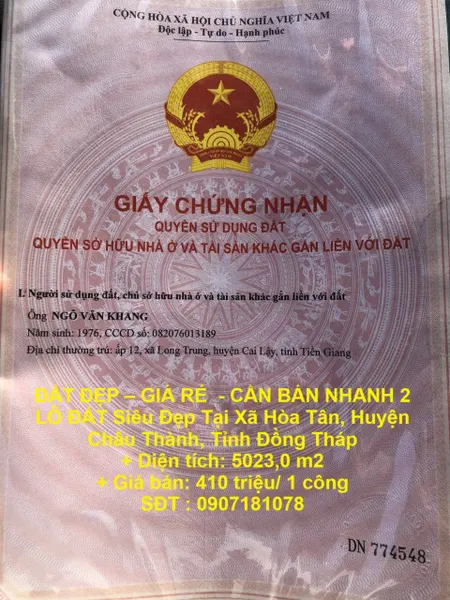 CỘNG HÒA XÃ HỘI CHỦ NGHĨA VIỆT NAM
Độc lập - Tự do - Hạnh phúc
GIẤY CHỨNG NHẬN
QUYỀN SỬ DỤNG ĐẤT
QUYỀN SỞ HỮU NHÀ Ở VÀ TÀI SẢN KHÁC GẮN LIỀN VỚI ĐẤT
I. Người sử dụng đất, chủ sở hữu nhà ở và tài sản khác gắn liền với đất
Ông NGÔ VĂN KHANG
Năm sinh: 1976, CCCD số: 082076013189
Địa chỉ thường trú: ấp 12, xã Long Trung, huyện Cai Lậy, tỉnh Tiền Giang
ĐẤT ĐẸP – GIÁ RẺ - CẦN BÁN NHANH 2
LÔ ĐẤT Siêu Đẹp Tại Xã Hòa Tân, Huyện
Châu Thành, Tỉnh Đồng Tháp
+ Diện tích: 5023,0 m2
+ Giá bán: 410 triệu/ 1 công
SĐT : 0907181078
DN 774548